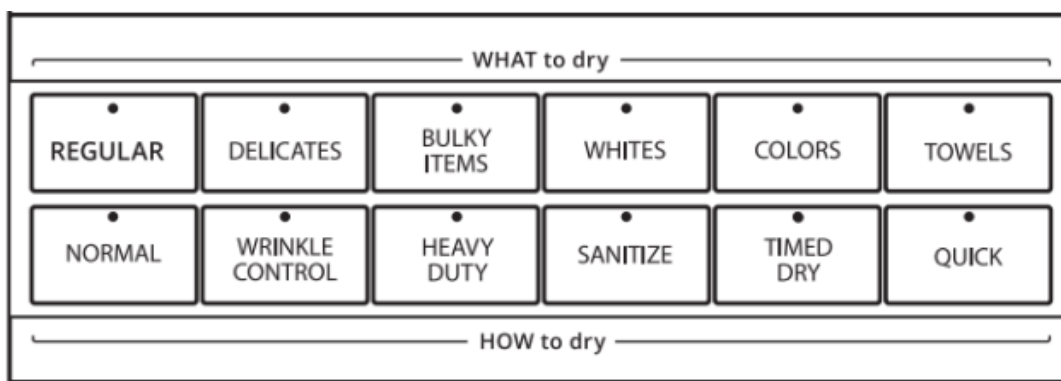 WHAT to dry
REGULAR
DELICATES
BULKY
ITEMS
WHITES
COLORS
TOWELS
NORMAL
WRINKLE
CONTROL
HEAVY
DUTY
SANITIZE
TIMED
DRY
QUICK
HOW to dry